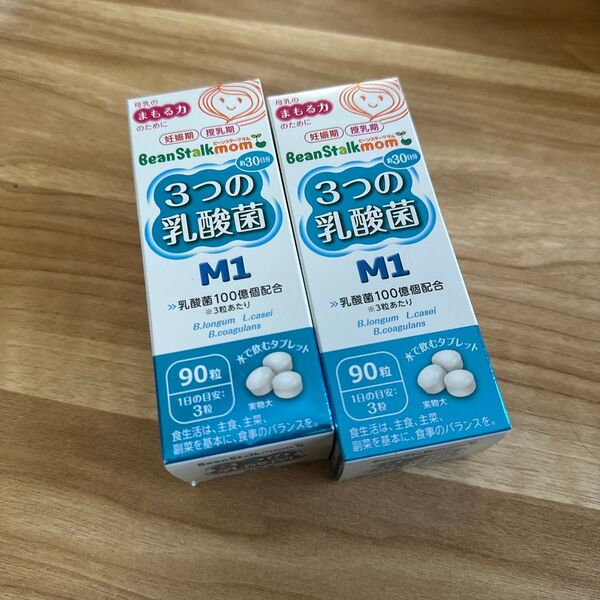 母乳の
まもる力
のために
妊娠期 授乳期
ビーンスタークマム
BeanStalkmom
約30日分
3つの
乳酸菌
M1
≫乳酸菌100億個配合
※3粒あたり
B.longum L.casei
B.coagulans
水で飲むタブレット
90粒
1日の目安:
3粒
実物大
食生活は、主食、主菜、
副菜を基本に、食事のバランスを。
BeanStalkmom
母乳の
まもる力
のために
妊娠期 授乳期
ビーンスタークマム
BeanStalkmom
約30日分
3つの
乳酸菌
M1
≫乳酸菌100億個配合
※3粒あたり
B.longum L.casei
B.coagulans
水で飲むタブレット
90粒
1日の目安:
3粒
実物大
食生活は、主食、主菜、
副菜を基本に、食事のバランスを。
BeanStalkmom